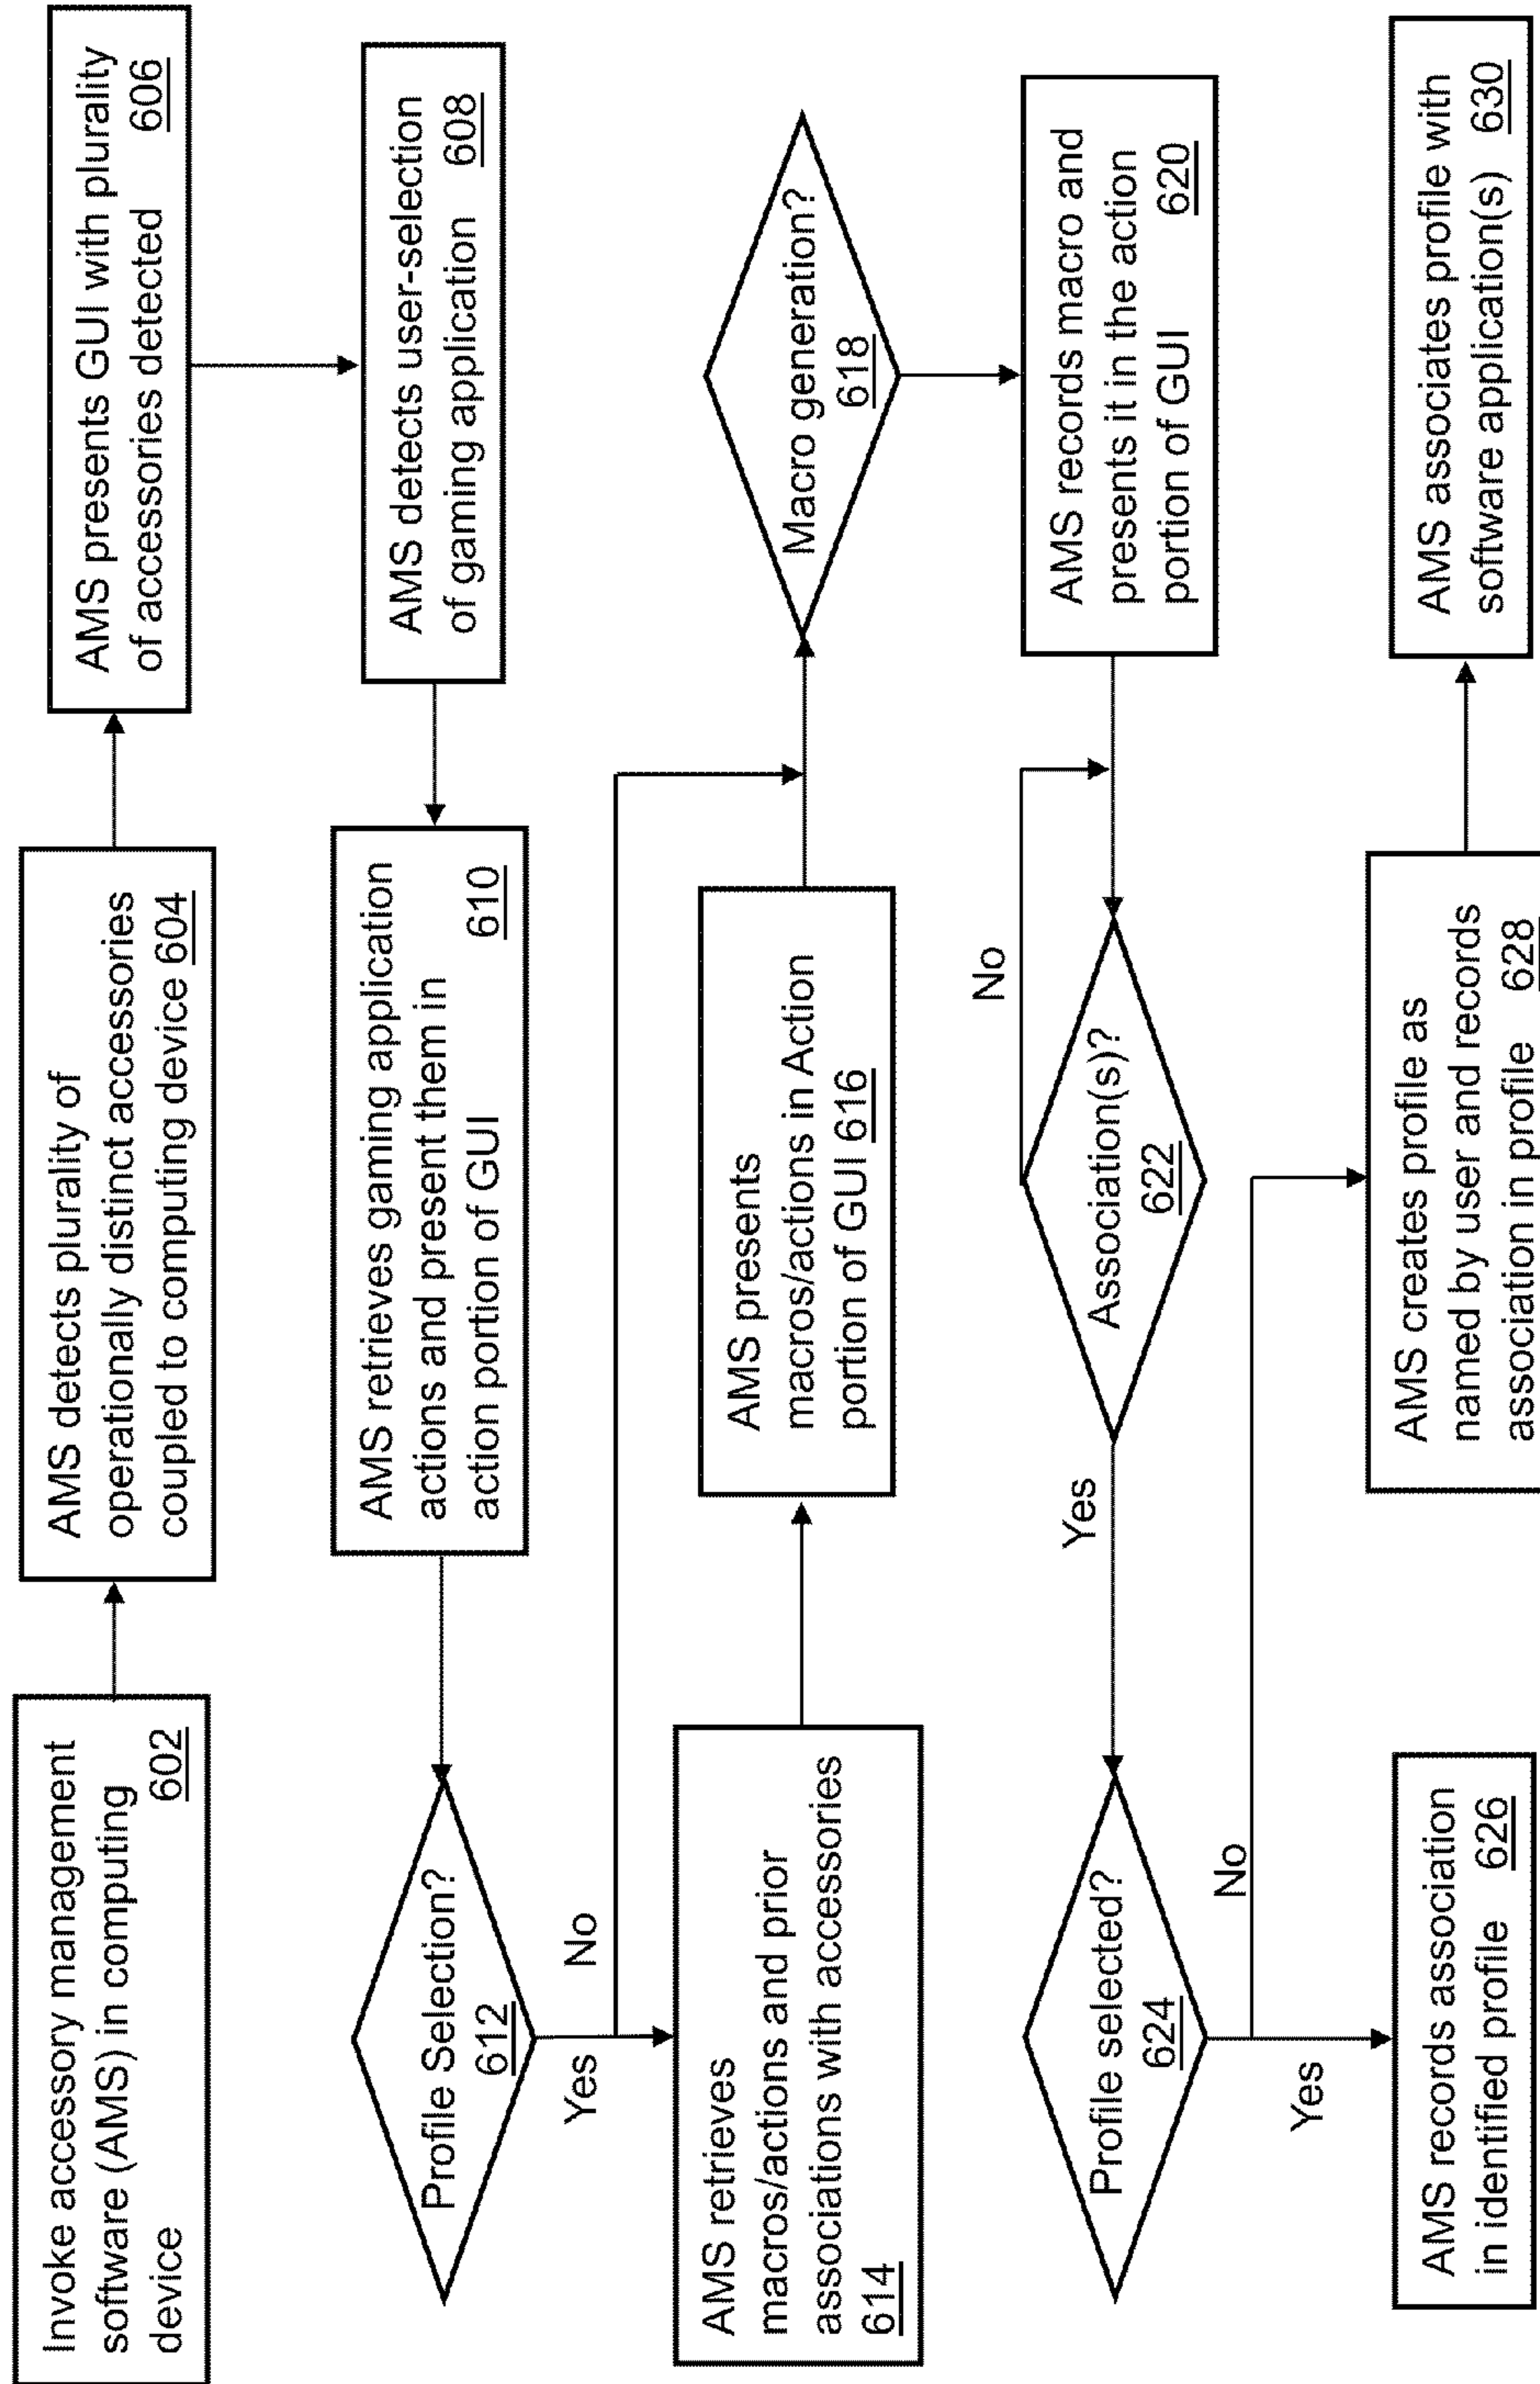 Invoke accessory management
software (AMS) in computing
device 602
AMS detects plurality of
operationally distinct accessories
coupled to computing device 604
AMS presents GUI with plurality
of accessories detected 606
AMS detects user-selection
of gaming application 608
AMS retrieves gaming application
actions and present them in
action portion of GUI 610
Profile Selection?
612
Yes
No
AMS retrieves
macros/actions and prior
associations with accessories
614
AMS presents
macros/actions in Action
portion of GUI 616
Macro generation?
618
AMS records macro and
presents it in the action
portion of GUI 620
Association(s)?
622
No
Yes
Profile selected?
624
Yes
No
AMS records association
in identified profile 626
AMS creates profile as
named by user and records
association in profile 628
AMS associates profile with
software application(s) 630